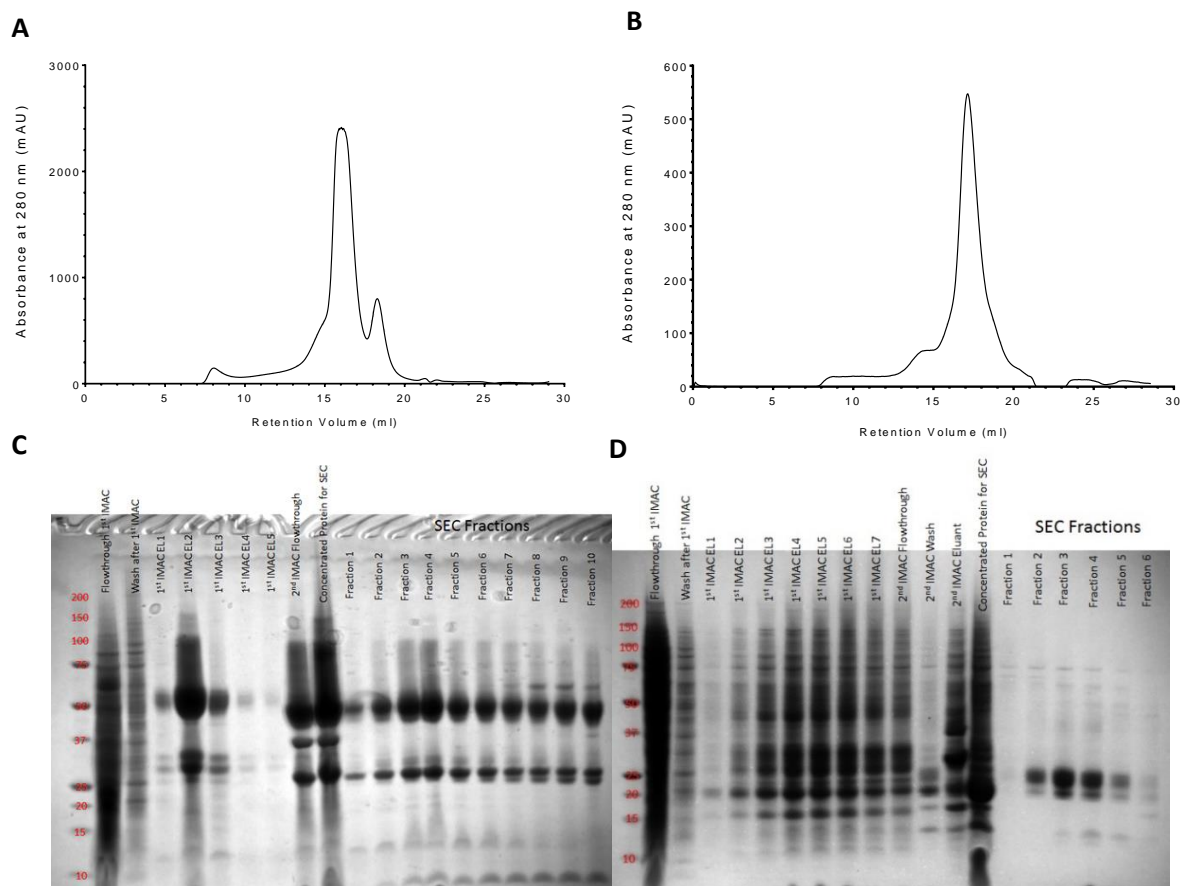 A
3000
2000
1000
0
0 5 10 15 20 25 30
Absorbance at 280 nm (mAU)
Retention Volume (ml)
B
600
500
400
300
200
100
0
0 5 10 15 20 25 30
Absorbance at 280 nm (mAU)
Retention Volume (ml)
C
Flowthrough 1st IMAC
Wash after 1st IMAC
1st IMAC EL1
1st IMAC EL2
1st IMAC EL3
1st IMAC EL4
1st IMAC EL5
2nd IMAC Flowthrough
Concentrated Protein for SEC
SEC Fractions
Fraction 1
Fraction 2
Fraction 3
Fraction 4
Fraction 5
Fraction 6
Fraction 7
Fraction 8
Fraction 9
Fraction 10
200
150
100
75
50
37
25
20
15
10
D
Flowthrough 1st IMAC
Wash after 1st IMAC
1st IMAC EL1
1st IMAC EL2
1st IMAC EL3
1st IMAC EL4
1st IMAC EL5
1st IMAC EL6
1st IMAC EL7
2nd IMAC Flowthrough
2nd IMAC Wash
2nd IMAC Eluant
Concentrated Protein for SEC
SEC Fractions
Fraction 1
Fraction 2
Fraction 3
Fraction 4
Fraction 5
Fraction 6
200
150
100
37
20
15
10